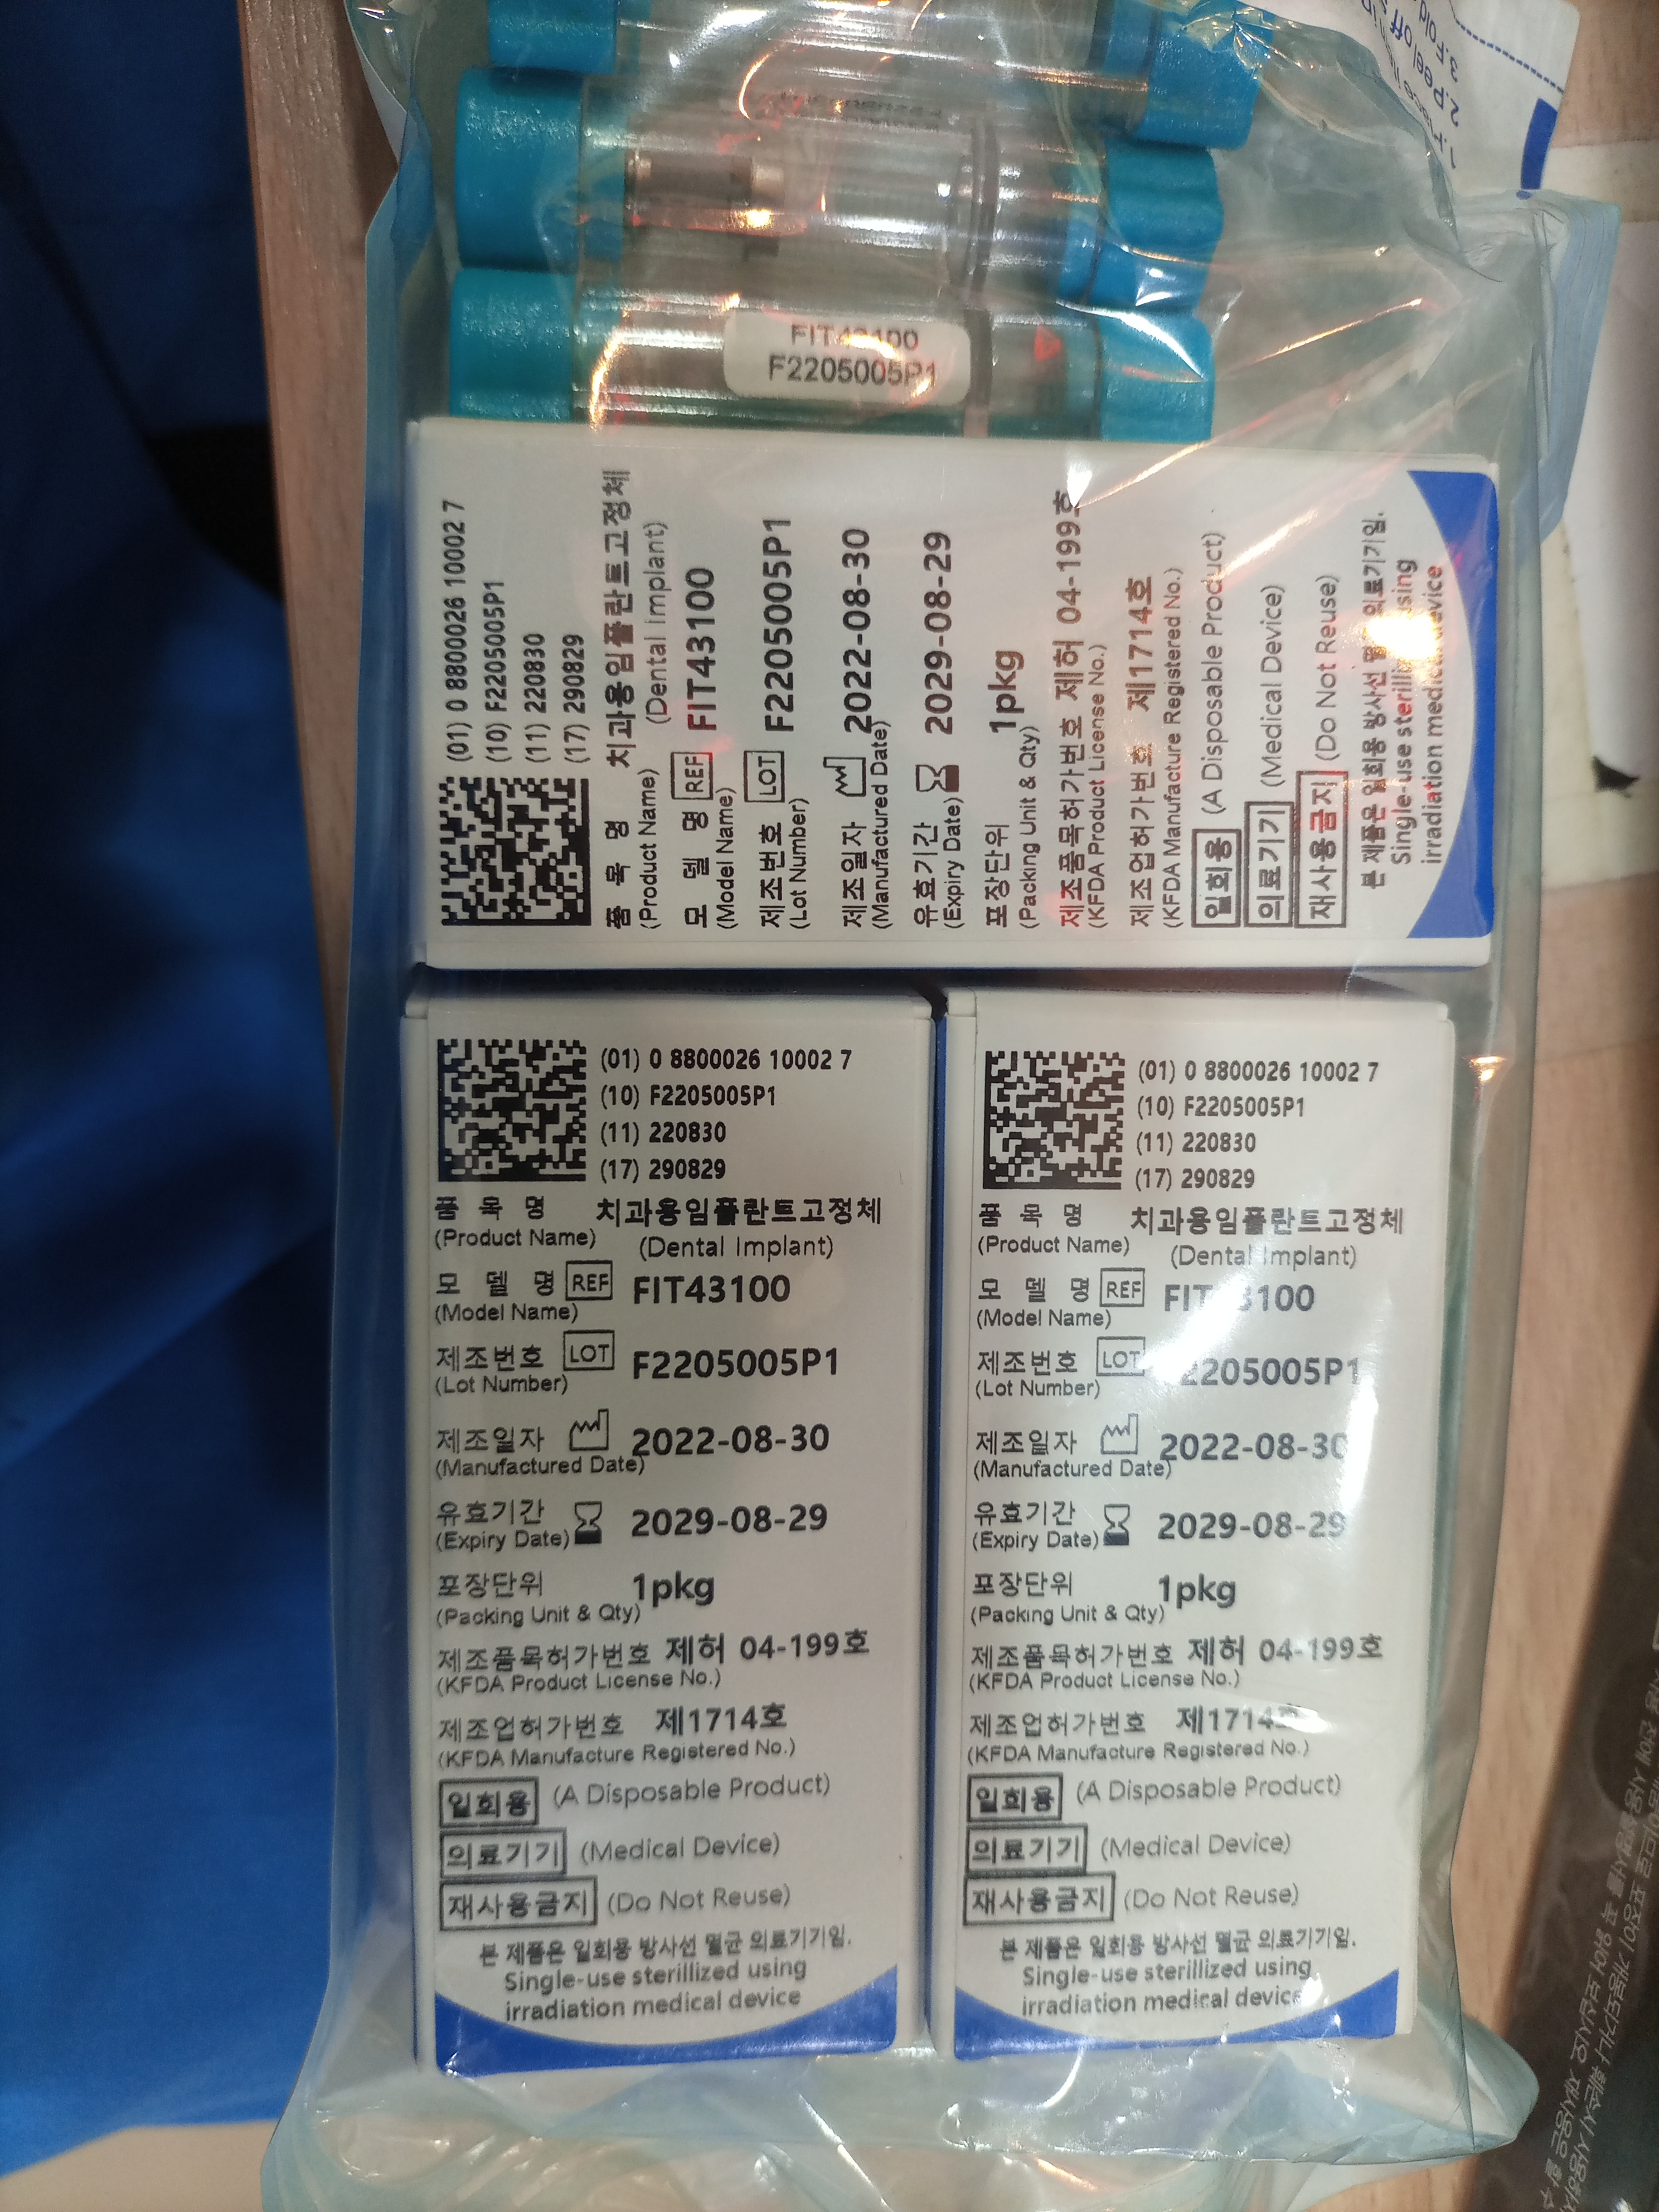 2.Peel off
3.Fold
FIT43100
F2205005P1
(01) 0 8800026 10002 7
(10) F2205005P1
(11) 220830
(17) 290829
품 목 명 치과용임플란트고정체
(Product Name) (Dental Implant)
모 델 명 REF FIT43100
(Model Name)
제조번호 LOT F2205005P1
(Lot Number)
제조일자 2022-08-30
(Manufactured Date)
유효기간 2029-08-29
(Expiry Date)
포장단위 1pkg
(Packing Unit & Qty)
제조품목허가번호 제허 04-199호
(KFDA Product License No.)
제조업허가번호 제1714호
(KFDA Manufacture Registered No.)
일회용 (A Disposable Product)
의료기기 (Medical Device)
재사용금지 (Do Not Reuse)
본 제품은 일회용 방사선 멸균 의료기기임.
Single-use sterillized using
irradiation medical device
(01) 0 8800026 10002 7
(10) F2205005P1
(11) 220830
(17) 290829
품 목 명 치과용임플란트고정체
(Product Name) (Dental Implant)
모 델 명 REF FIT43100
(Model Name)
제조번호 LOT F2205005P1
(Lot Number)
제조일자 2022-08-30
(Manufactured Date)
유효기간 2029-08-29
(Expiry Date)
포장단위 1pkg
(Packing Unit & Qty)
제조품목허가번호 제허 04-199호
(KFDA Product License No.)
제조업허가번호 제1714호
(KFDA Manufacture Registered No.)
일회용 (A Disposable Product)
의료기기 (Medical Device)
재사용금지 (Do Not Reuse)
본 제품은 일회용 방사선 멸균 의료기기임.
Single-use sterillized using
irradiation medical device
(01) 0 8800026 10002 7
(10) F2205005P1
(11) 220830
(17) 290829
품 목 명 치과용임플란트고정체
(Product Name) (Dental Implant)
모 델 명 REF FIT43100
(Model Name)
제조번호 LOT 2205005P1
(Lot Number)
제조일자 2022-08-30
(Manufactured Date)
유효기간 2029-08-29
(Expiry Date)
포장단위 1pkg
(Packing Unit & Qty)
제조품목허가번호 제허 04-199호
(KFDA Product License No.)
제조업허가번호 제1714호
(KFDA Manufacture Registered No.)
일회용 (A Disposable Product)
의료기기 (Medical Device)
재사용금지 (Do Not Reuse)
본 제품은 일회용 방사선 멸균 의료기기임.
Single-use sterillized using
irradiation medical device